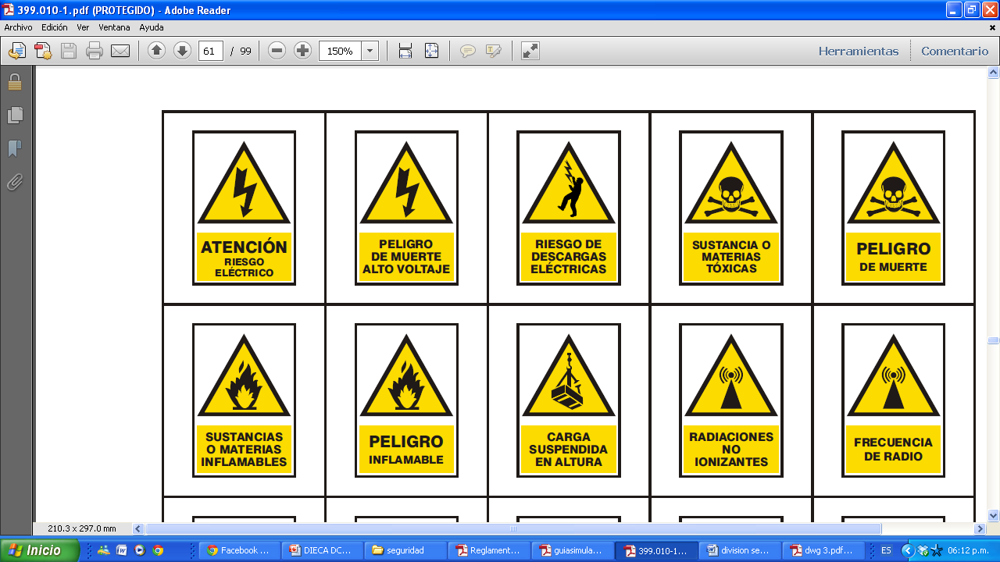 399.010-1.pdf (PROTEGIDO) - Adobe Reader
Archivo Edición Ver Ventana Ayuda
61 / 99 150% Herramientas Comentario
ATENCIÓN
RIESGO
ELÉCTRICO
PELIGRO
DE MUERTE
ALTO VOLTAJE
RIESGO DE
DESCARGAS
ELÉCTRICAS
SUSTANCIA O
MATERIAS
TÓXICAS
PELIGRO
DE MUERTE
SUSTANCIAS
O MATERIAS
INFLAMABLES
PELIGRO
INFLAMABLE
CARGA
SUSPENDIDA
EN ALTURA
RADIACIONES
NO
IONIZANTES
FRECUENCIA
DE RADIO
210.3 x 297.0 mm
Inicio Facebook ... DIECA DC... seguridad Reglament... guiasimula... 399.010-1... division se... dwg 3.pdf... ES 06:12 p.m.